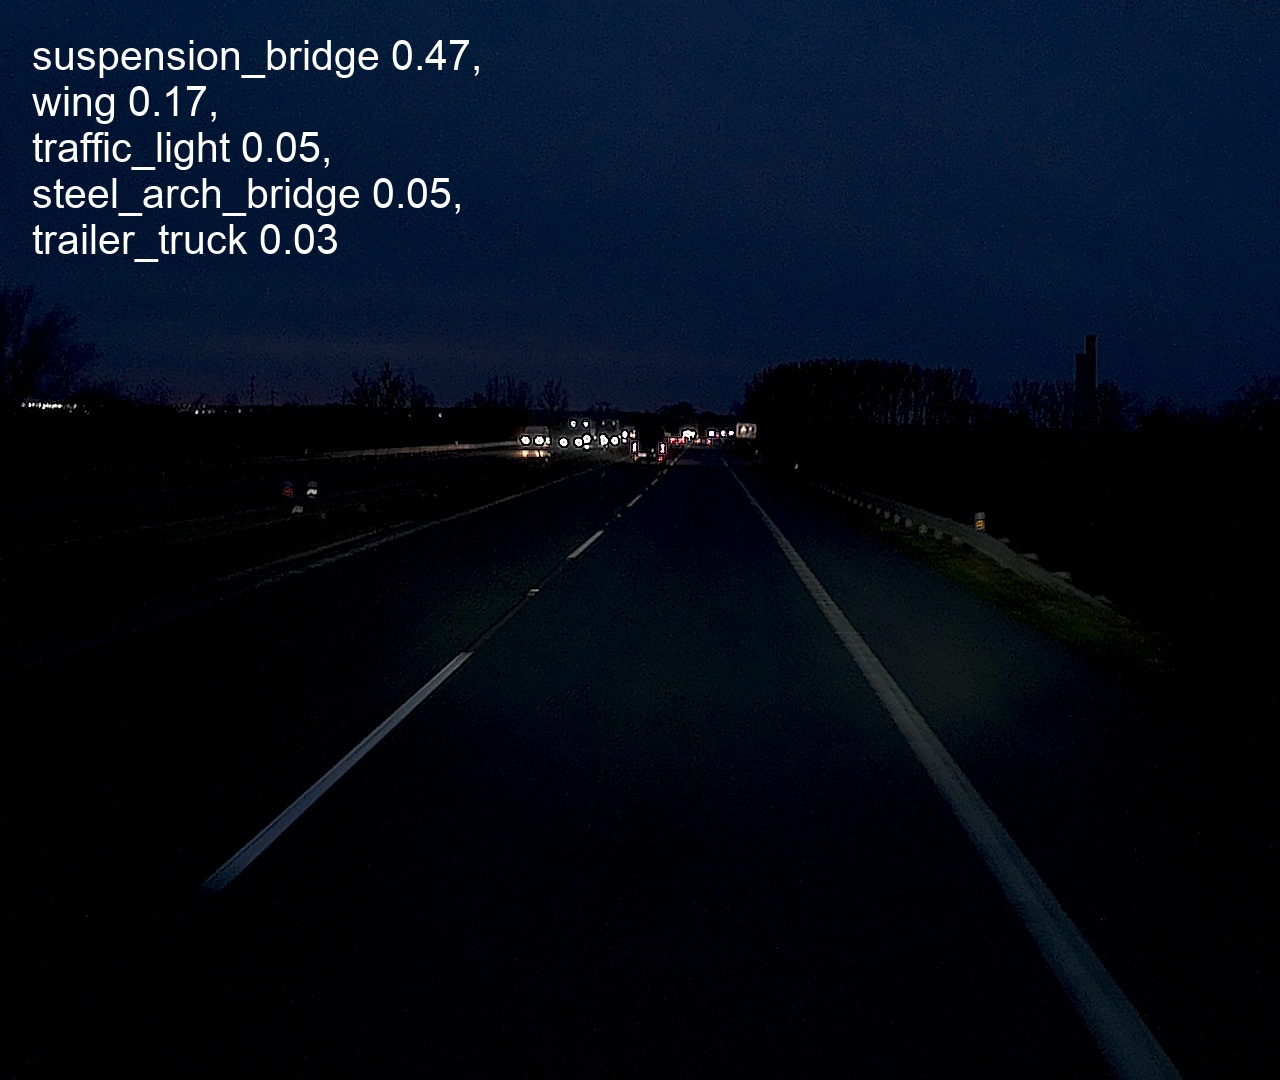 suspension_bridge 0.47,
wing 0.17,
traffic_light 0.05,
steel_arch_bridge 0.05,
trailer_truck 0.03